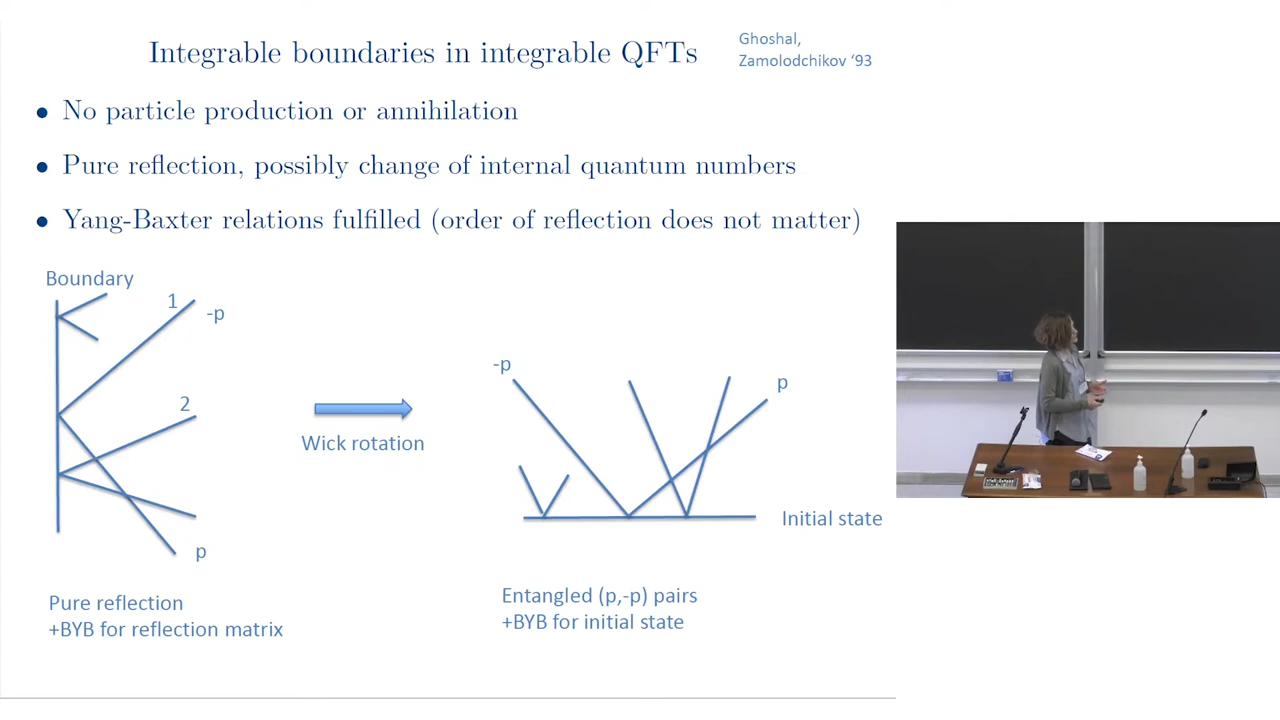 Integrable boundaries in integrable QFTs
Ghoshal,
Zamolodchikov ‘93
• No particle production or annihilation
• Pure reflection, possibly change of internal quantum numbers
• Yang-Baxter relations fulfilled (order of reflection does not matter)
Boundary
1
-p
2
p
Wick rotation
-p
p
Initial state
Pure reflection
+BYB for reflection matrix
Entangled (p,-p) pairs
+BYB for initial state